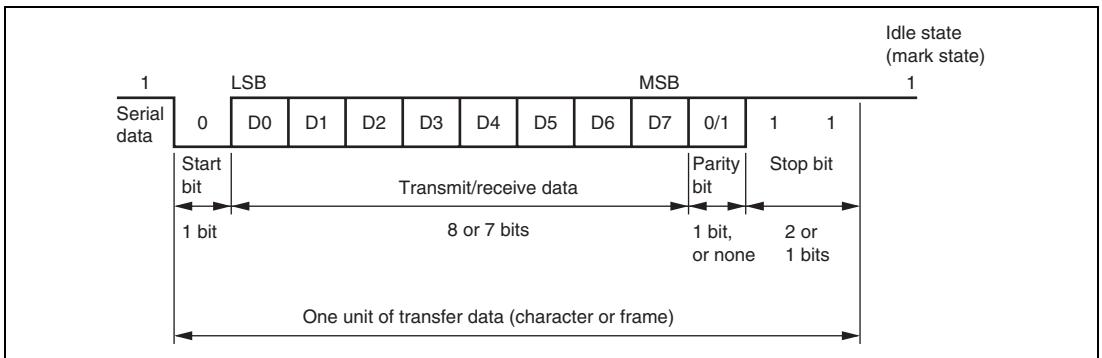 Idle state
(mark state)
1 LSB MSB 1
Serial
data
0 D0 D1 D2 D3 D4 D5 D6 D7 0/1 1 1
Start
bit
Transmit/receive data
Parity
bit
Stop bit
1 bit
8 or 7 bits
1 bit,
or none
2 or
1 bits
One unit of transfer data (character or frame)